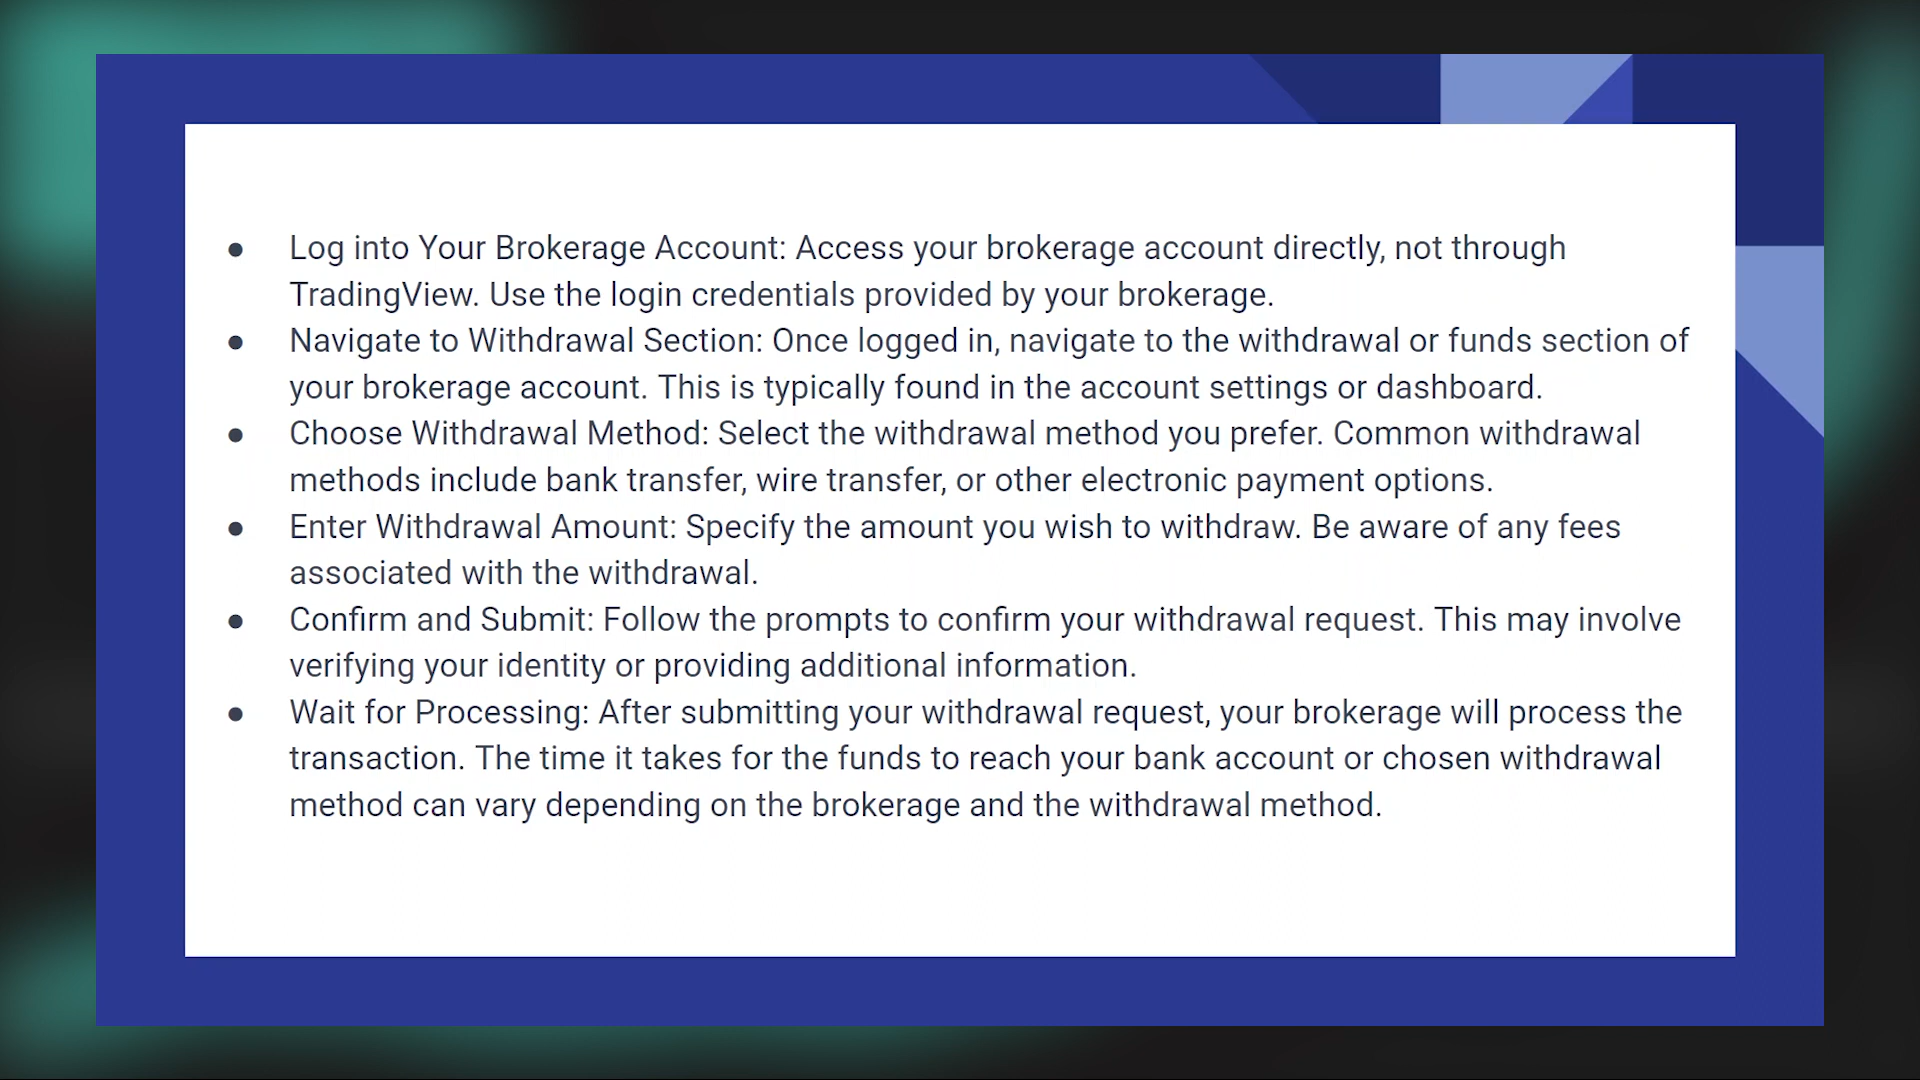 ● Log into Your Brokerage Account: Access your brokerage account directly, not through
TradingView. Use the login credentials provided by your brokerage.
● Navigate to Withdrawal Section: Once logged in, navigate to the withdrawal or funds section of
your brokerage account. This is typically found in the account settings or dashboard.
● Choose Withdrawal Method: Select the withdrawal method you prefer. Common withdrawal
methods include bank transfer, wire transfer, or other electronic payment options.
● Enter Withdrawal Amount: Specify the amount you wish to withdraw. Be aware of any fees
associated with the withdrawal.
● Confirm and Submit: Follow the prompts to confirm your withdrawal request. This may involve
verifying your identity or providing additional information.
● Wait for Processing: After submitting your withdrawal request, your brokerage will process the
transaction. The time it takes for the funds to reach your bank account or chosen withdrawal
method can vary depending on the brokerage and the withdrawal method.